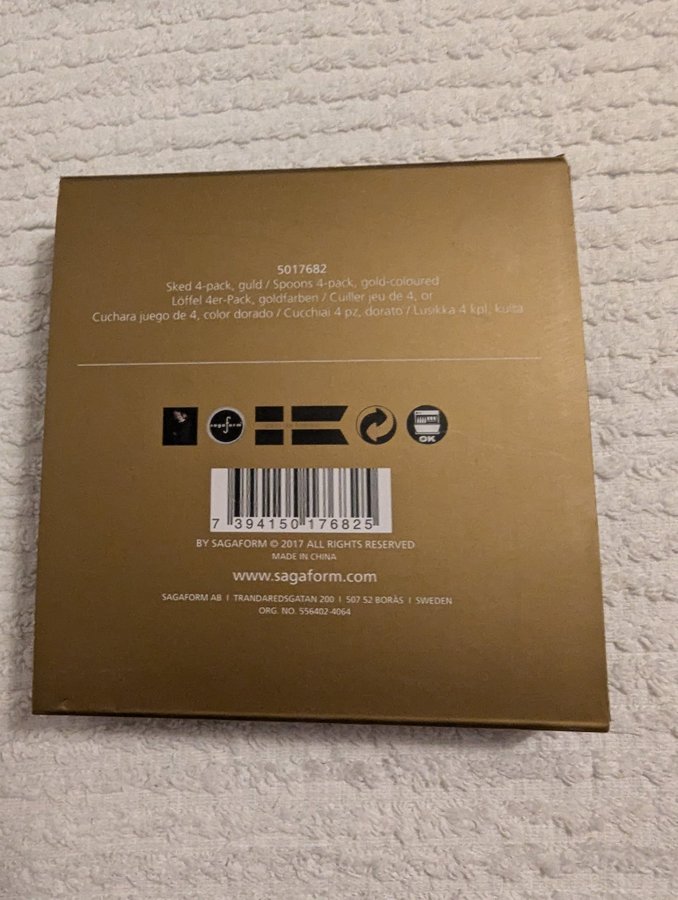 5017682
Sked 4-pack, guld / Spoons 4-pack, gold-coloured
Löffel 4er-Pack, goldfarben / Cuiller jeu de 4, or
Cuchara juego de 4, color dorado / Cucchiai 4 pz, dorato / Lusikka 4 kpl, kulta
sagaform
OK
7 394150 176825
BY SAGAFORM © 2017 ALL RIGHTS RESERVED
MADE IN CHINA
www.sagaform.com
SAGAFORM AB I TRANDAREDSGATAN 200 I 507 52 BORÅS I SWEDEN
ORG. NO. 556402-4064